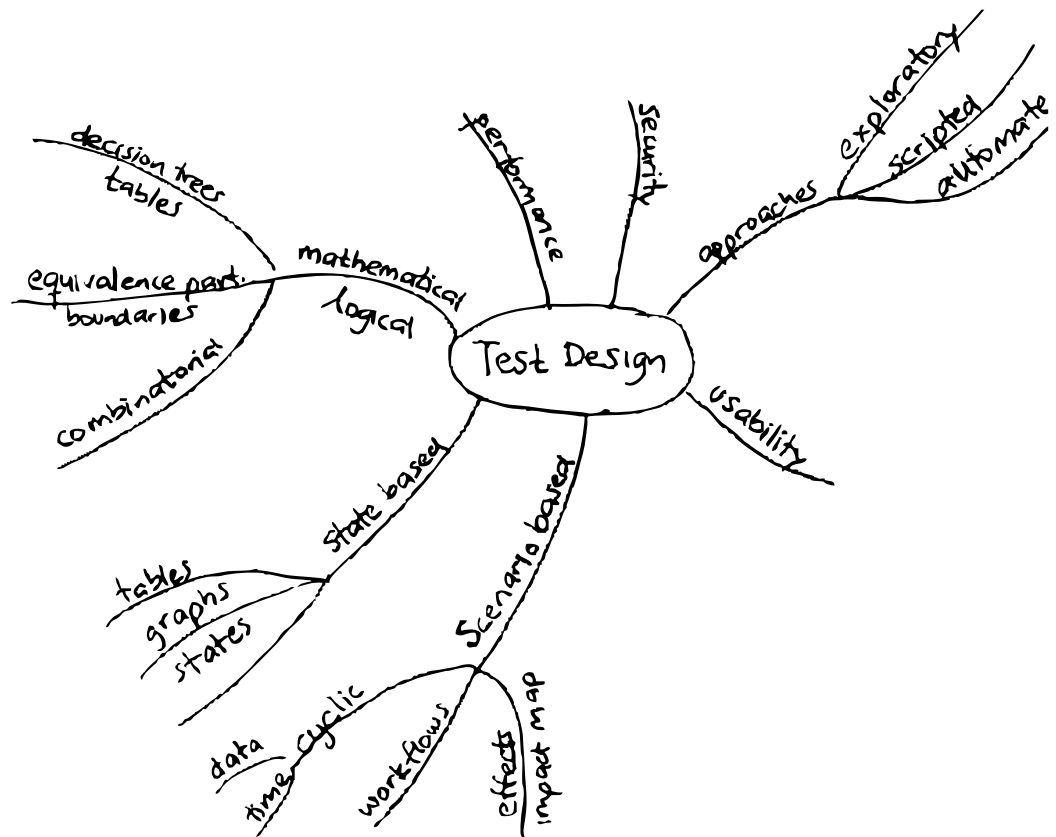 Test Design
approaches
exploratory
scripted
automate
usability
Scenario based
effects
impact map
workflows
cyclic
time
data
state based
tables
graphs
states
mathematical
logical
decision trees
tables
equivalence part.
boundaries
combinatorial
performance
security